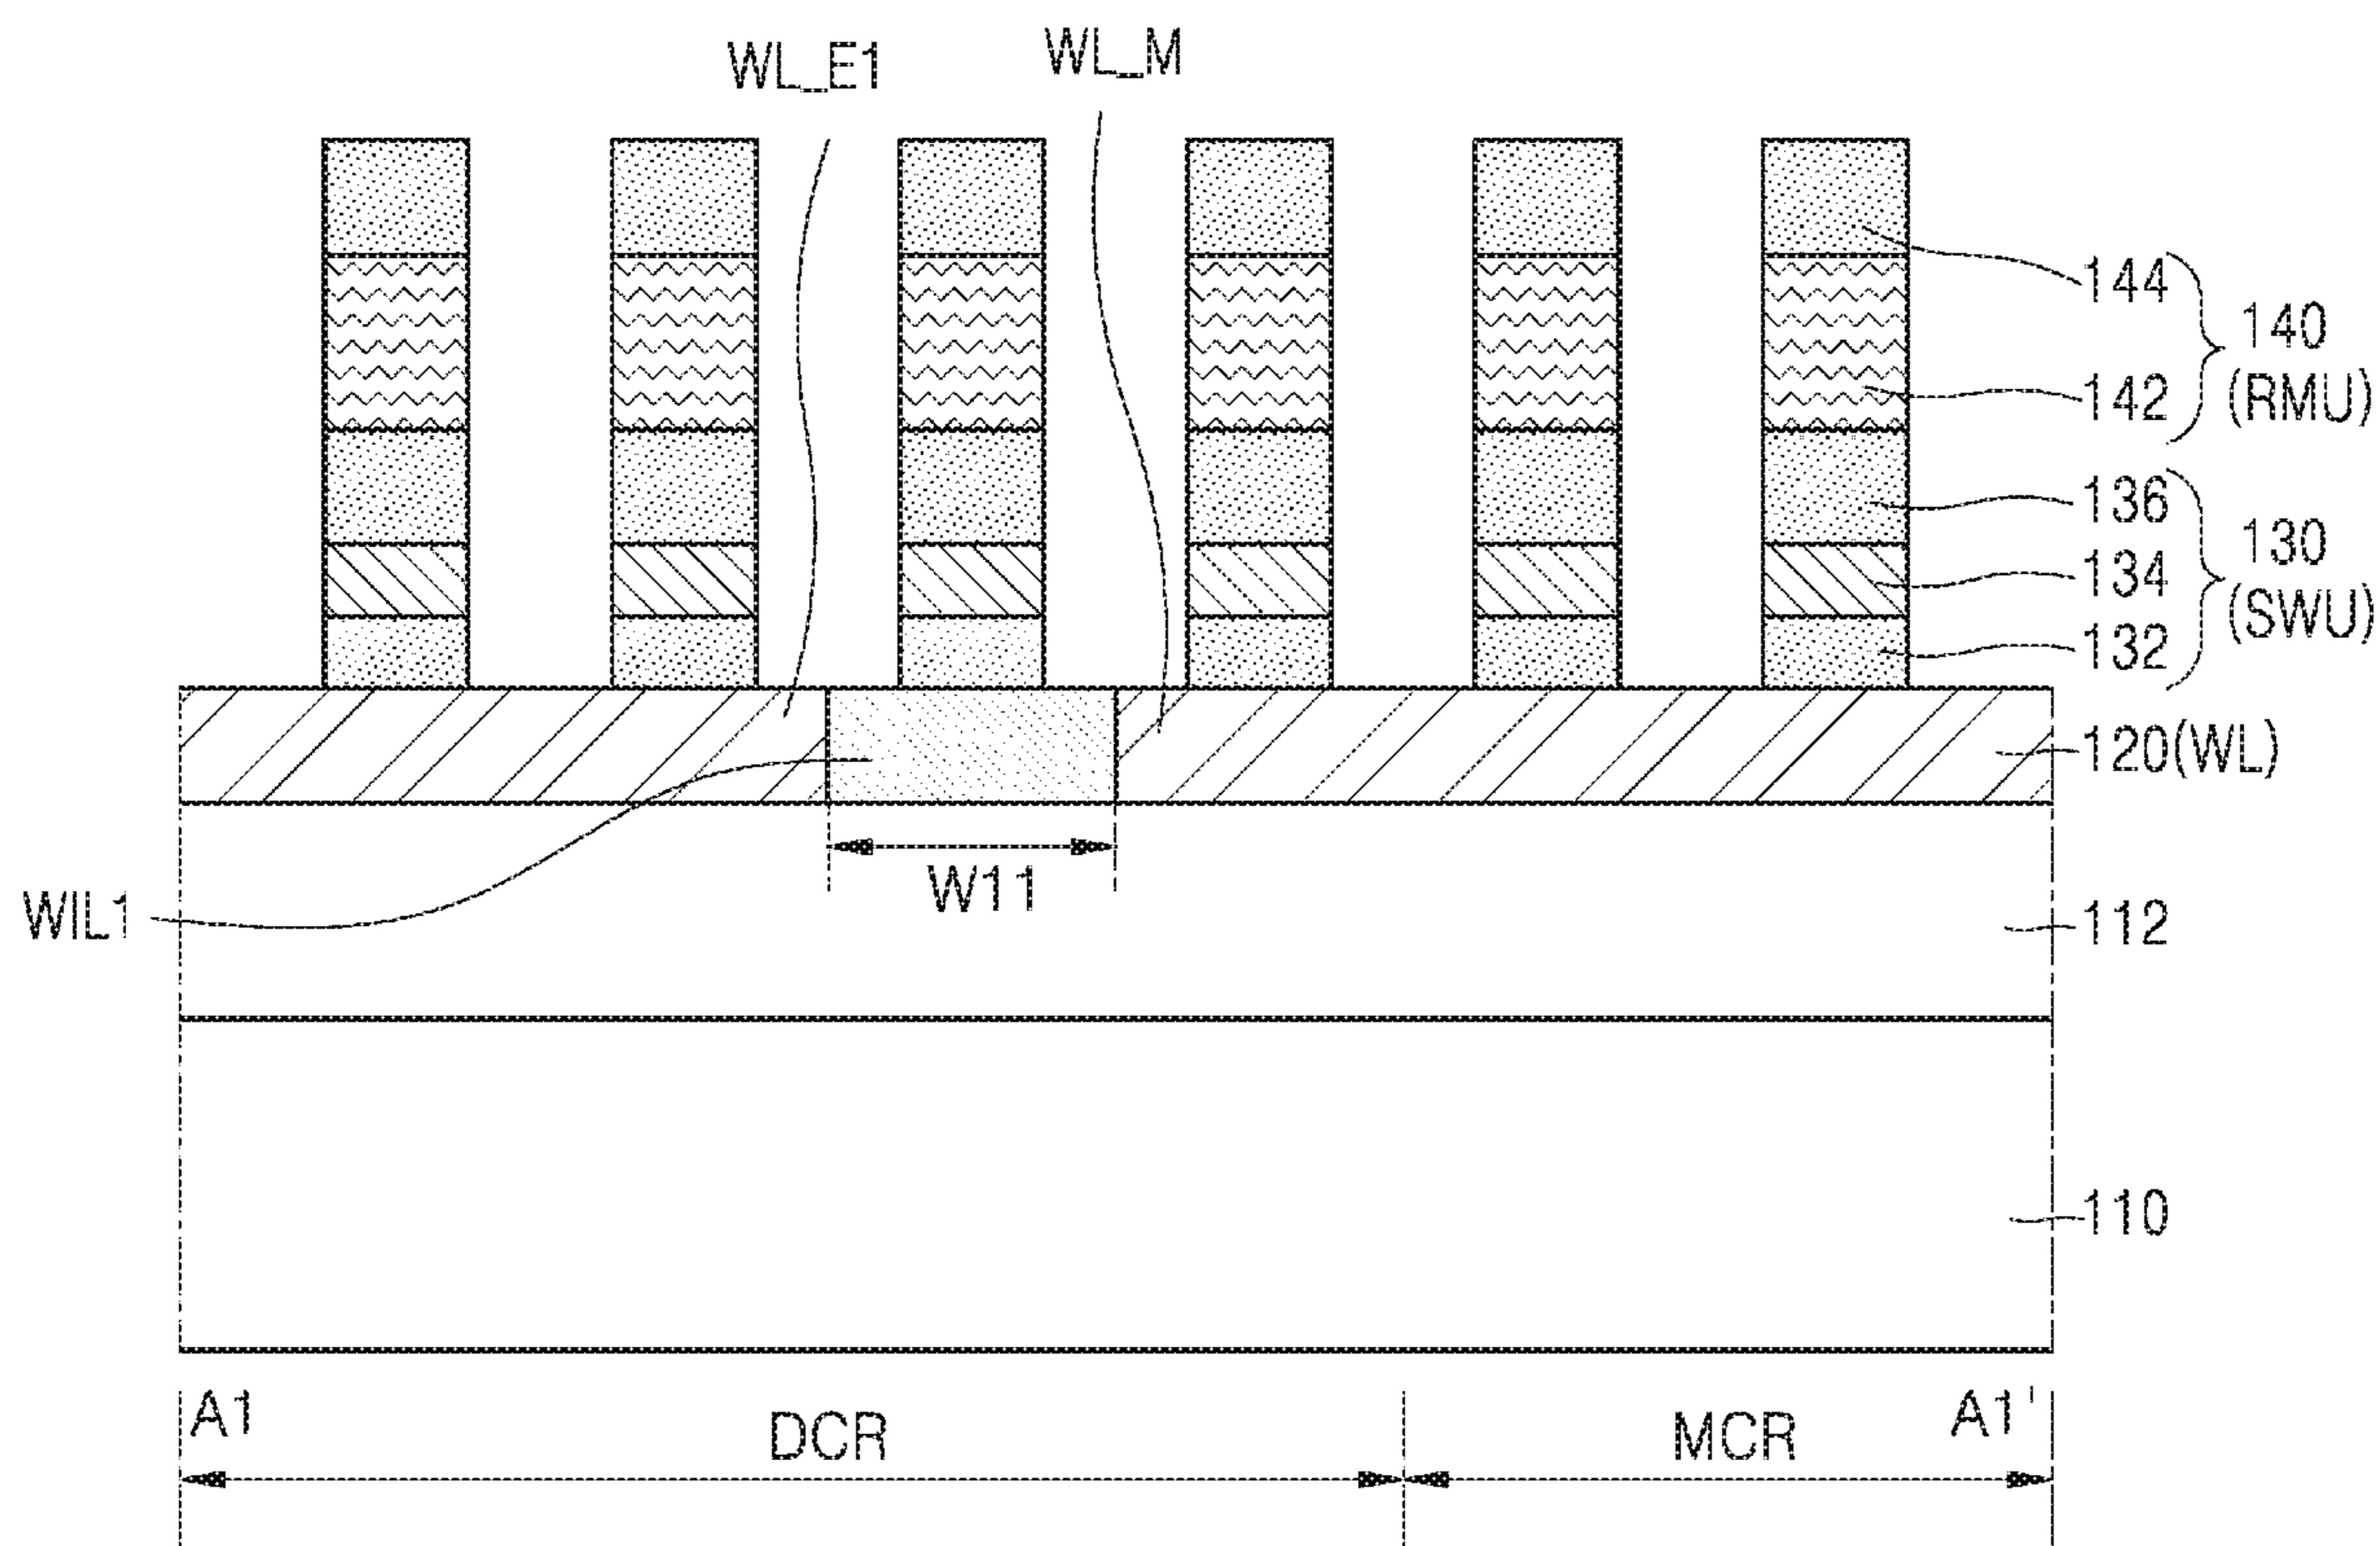 WL_E1 WL_M
144
140
(RMU)
142
136
130
134
(SWU)
132
120(WL)
W11
WIL1
112
110
A1 A1'
DCR MCR